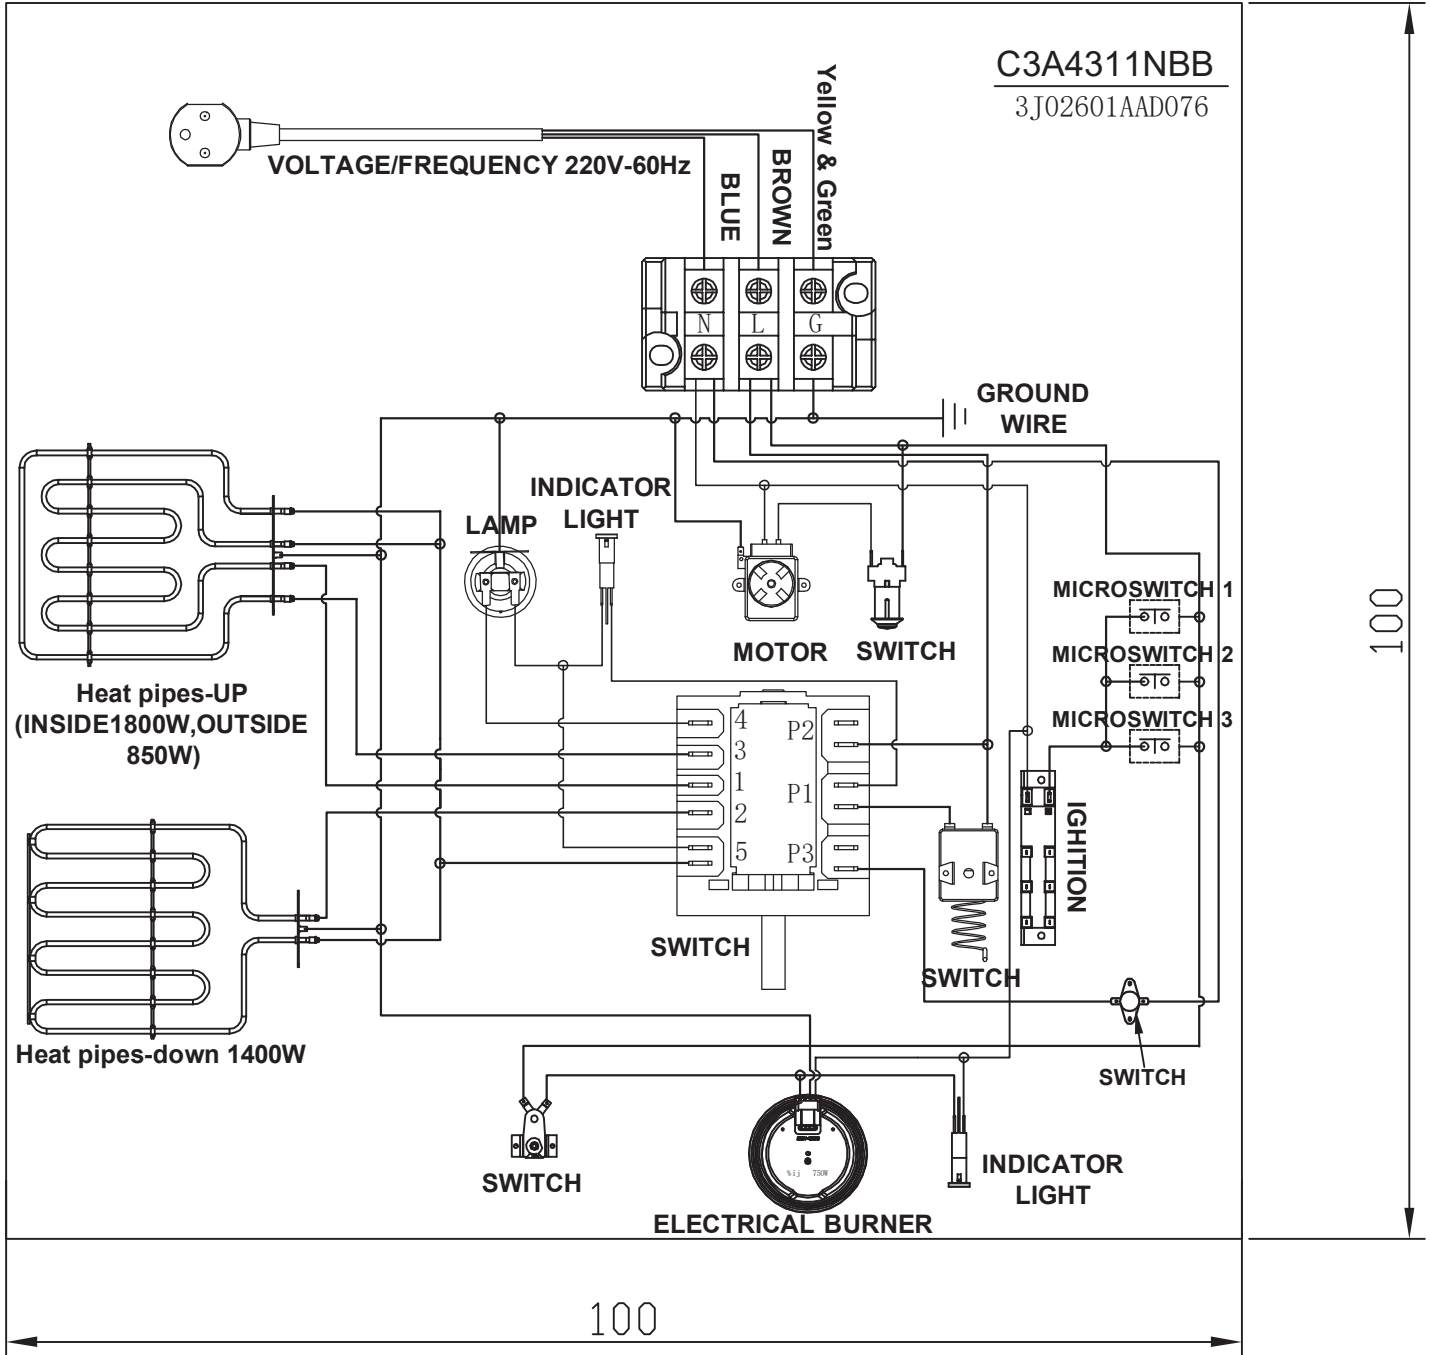 C3A4311NBB
3J02601AAD076
VOLTAGE/FREQUENCY 220V-60Hz
BLUE
BROWN
Yellow & Green
N
L
G
GROUND
WIRE
INDICATOR
LIGHT
LAMP
MOTOR
SWITCH
MICROSWITCH 1
MICROSWITCH 2
MICROSWITCH 3
Heat pipes-UP
(INSIDE1800W,OUTSIDE
850W)
4
3
1
2
5
P2
P1
P3
SWITCH
SWITCH
IGHITION
SWITCH
Heat pipes-down 1400W
SWITCH
750W
ELECTRICAL BURNER
INDICATOR
LIGHT
100
100